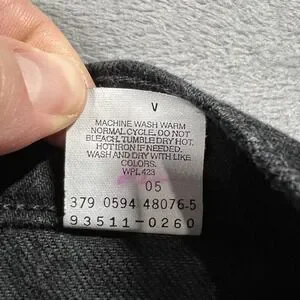 V
MACHINE WASH WARM
NORMAL CYCLE. DO NOT
BLEACH. TUMBLE DRY HOT.
HOT IRON IF NEEDED.
WASH AND DRY WITH LIKE
COLORS.
WPL 423
05
379 0594 48076-5
93511-0260